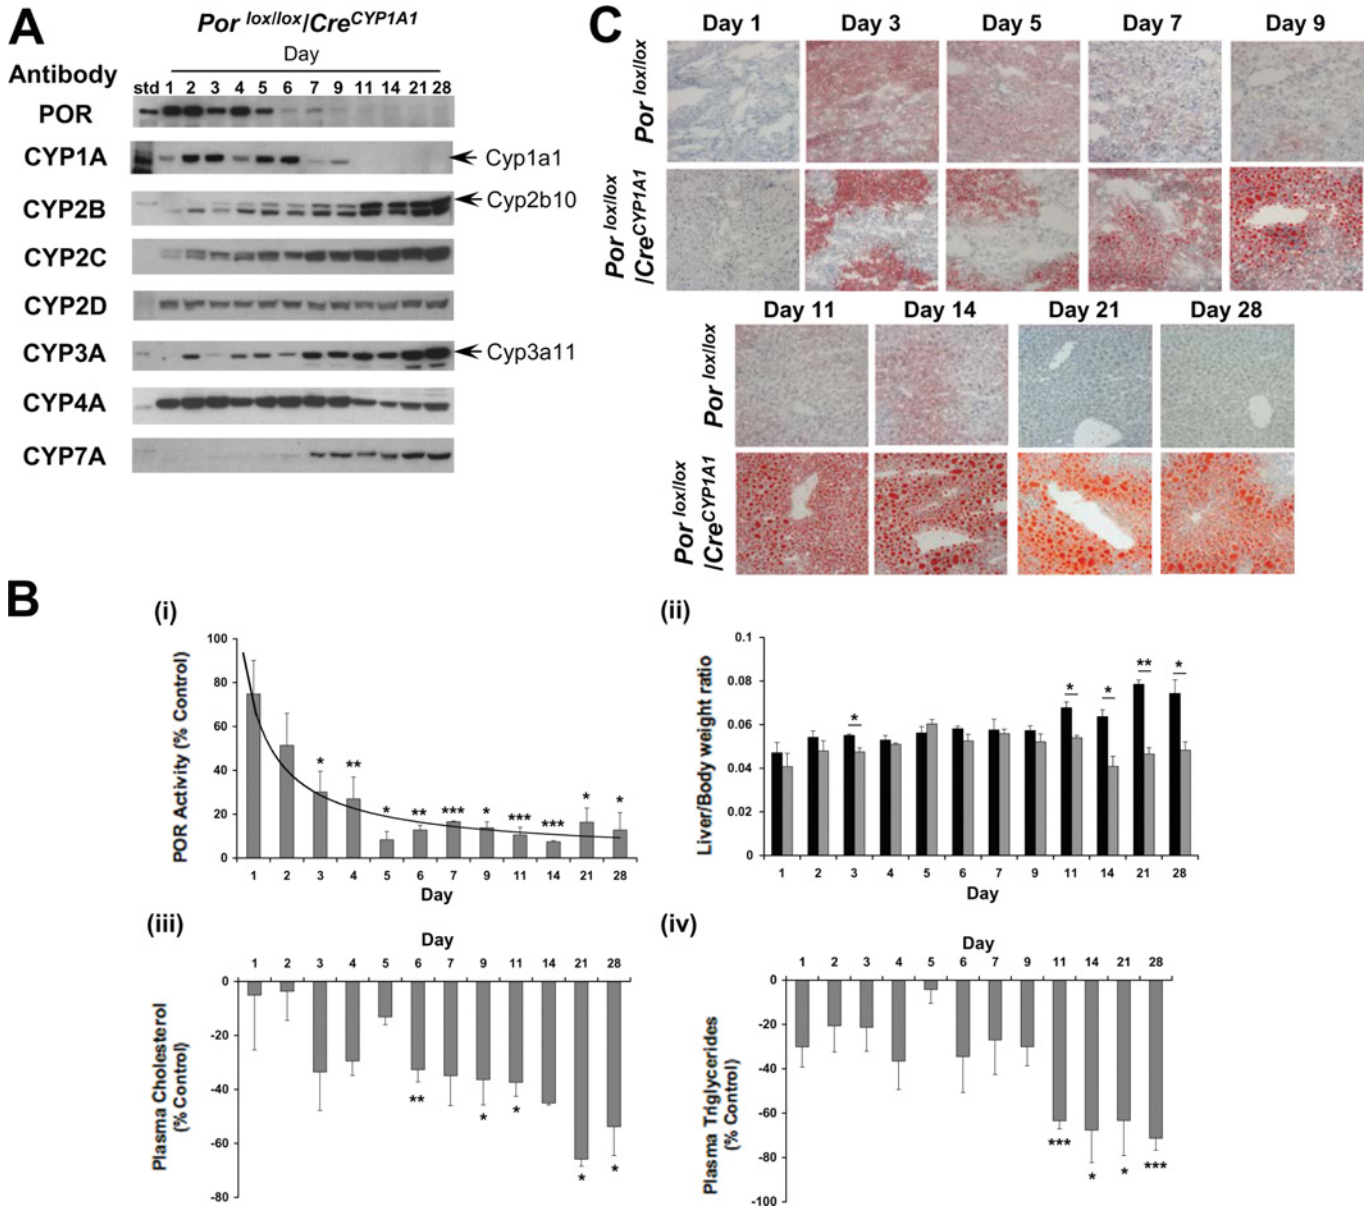 A
Por lox/lox/Cre CYP1A1
Day
Antibody
std 1 2 3 4 5 6 7 9 11 14 21 28
POR
CYP1A
Cyp1a1
CYP2B
Cyp2b10
CYP2C
CYP2D
CYP3A
Cyp3a11
CYP4A
CYP7A
C
Day 1 Day 3 Day 5 Day 7 Day 9
Por lox/lox
Por lox/lox
/Cre CYP1A1
Day 11 Day 14 Day 21 Day 28
Por lox/lox
Por lox/lox
/Cre CYP1A1
B
(i)
POR Activity (% Control)
100
80
60
40
20
0
* ** * ** *** * *** *** * *
1 2 3 4 5 6 7 9 11 14 21 28
Day
(ii)
Liver/Body weight ratio
0.1
0.08
0.06
0.04
0.02
0
* * * ** *
1 2 3 4 5 6 7 9 11 14 21 28
Day
(iii)
Day
1 2 3 4 5 6 7 9 11 14 21 28
Plasma Cholesterol
(% Control)
0
-20
-40
-60
-80
** * * * *
(iv)
Day
1 2 3 4 5 6 7 9 11 14 21 28
Plasma Triglycerides
(% Control)
0
-20
-40
-60
-80
-100
*** * * ***